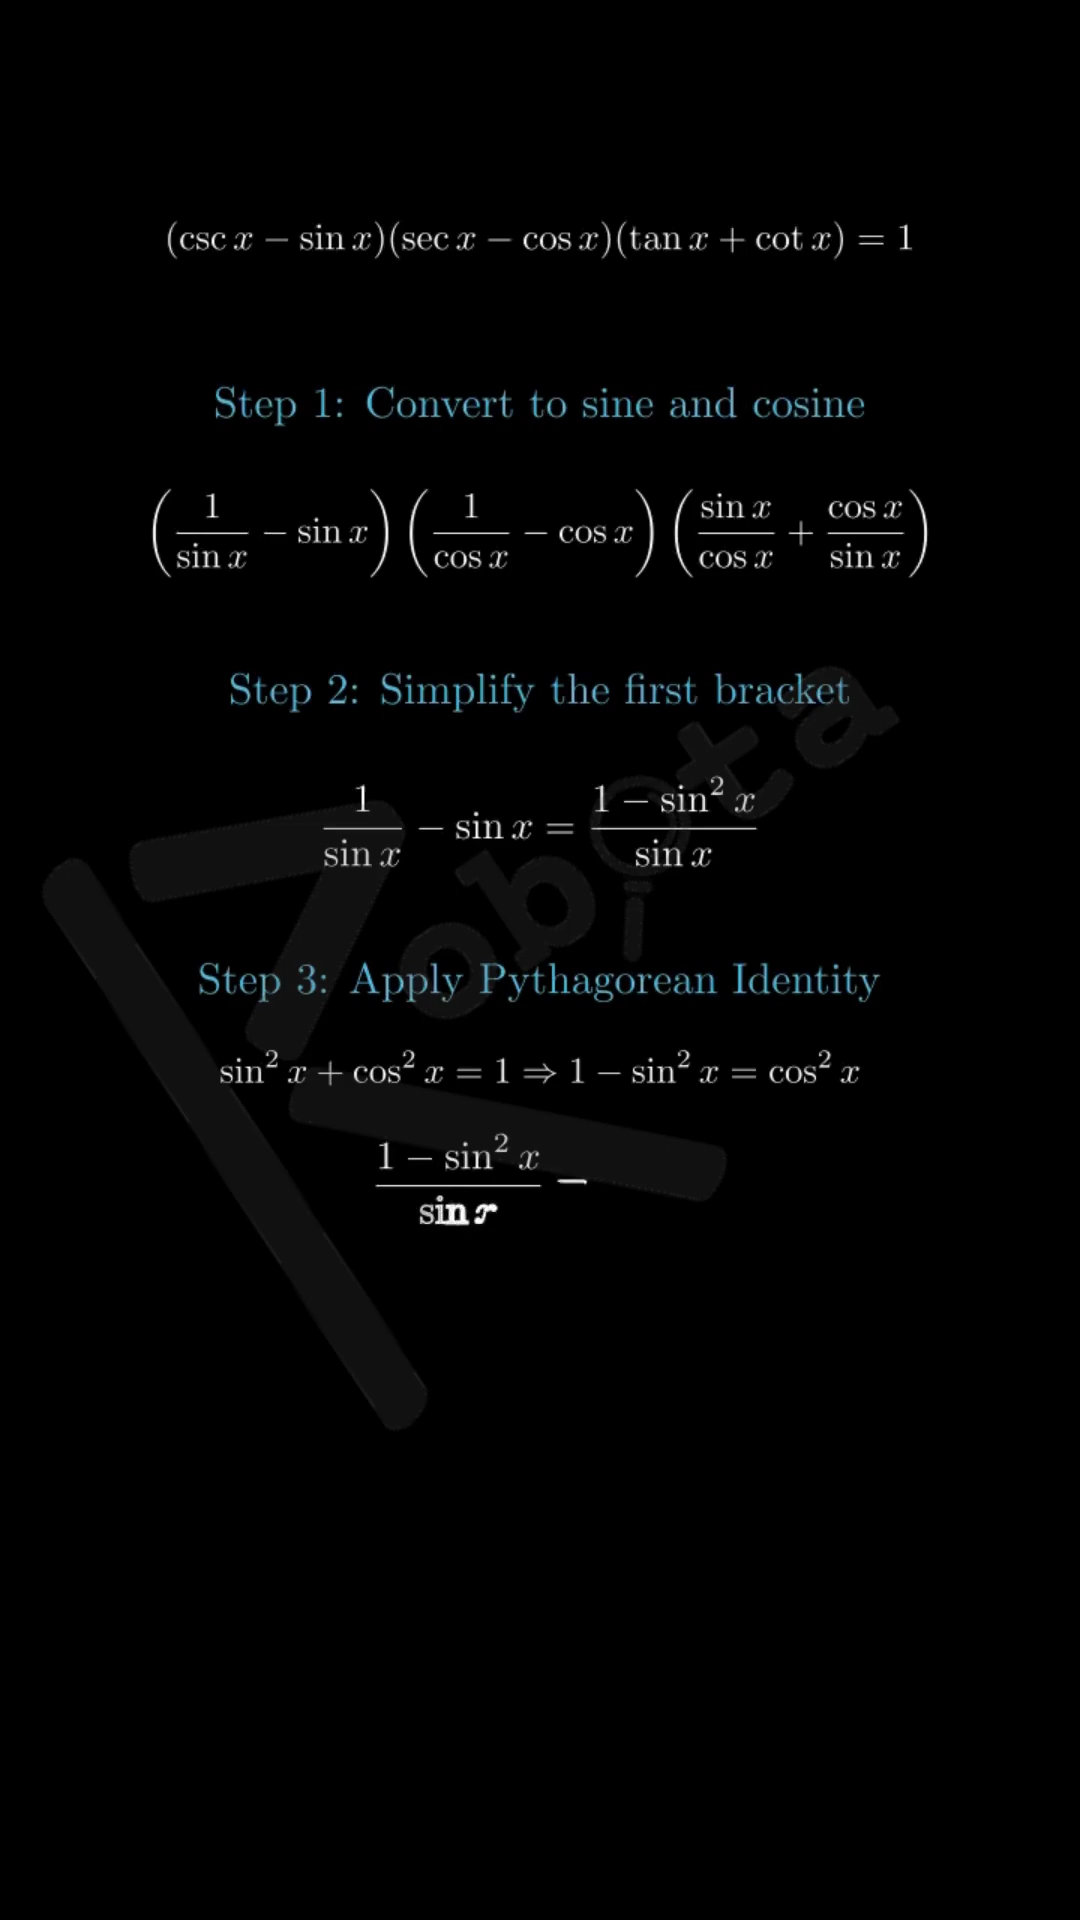 (csc x − sin x)(sec x − cos x)(tan x + cot x) = 1
Step 1: Convert to sine and cosine
(1/sin x − sin x)(1/cos x − cos x)(sin x/cos x + cos x/sin x)
Step 2: Simplify the first bracket
1/sin x − sin x = 1 − sin² x/sin x
Step 3: Apply Pythagorean Identity
sin² x + cos² x = 1 ⇒ 1 − sin² x = cos² x
1 − sin² x/sin x −